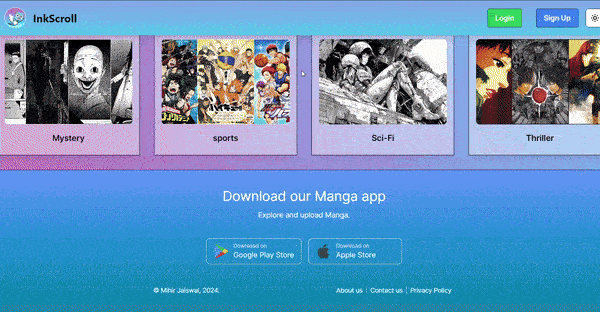 InkScroll
Login
Sign Up
Mystery
sports
Sci-Fi
Thriller
Download our Manga app
Explore and upload Manga.
Download on
Google Play Store
Download on
Apple Store
© Mihir Jaiswal, 2024.
About us | Contact us | Privacy Policy